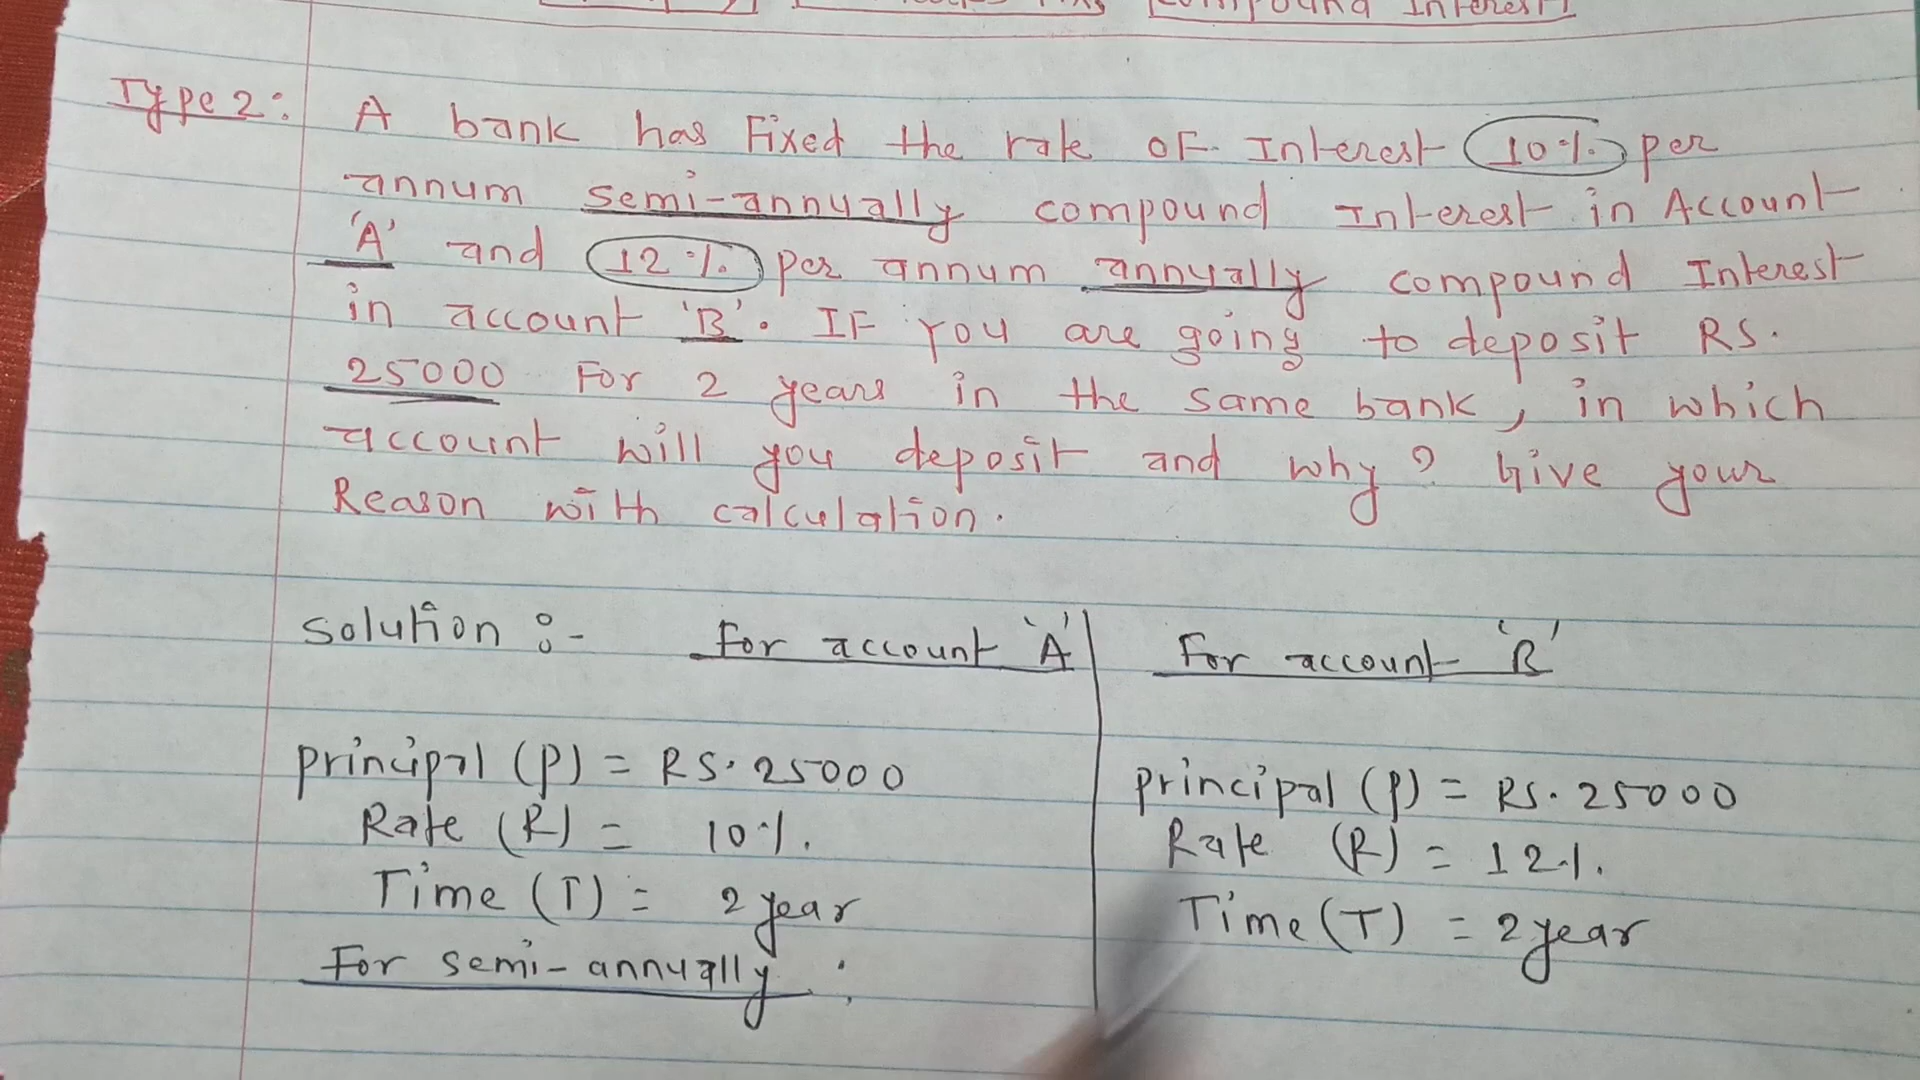 Compound Interest
Type 2: A bank has Fixed the rate of Interest 10% per
annum semi-annually compound Interest in Account
'A' and 12% per annum annually compound Interest
in account 'B'. IF you are going to deposit RS.
25000 For 2 years in the same bank, in which
account will you deposit and why? Give your
Reason with calculation.
Solution :- For account 'A'
For account 'B'
principal (P) = RS. 25000
Rate (R) = 10%.
Time (T) = 2 year
For semi-annually :
principal (P) = RS. 25000
Rate (R) = 12%.
Time (T) = 2 year